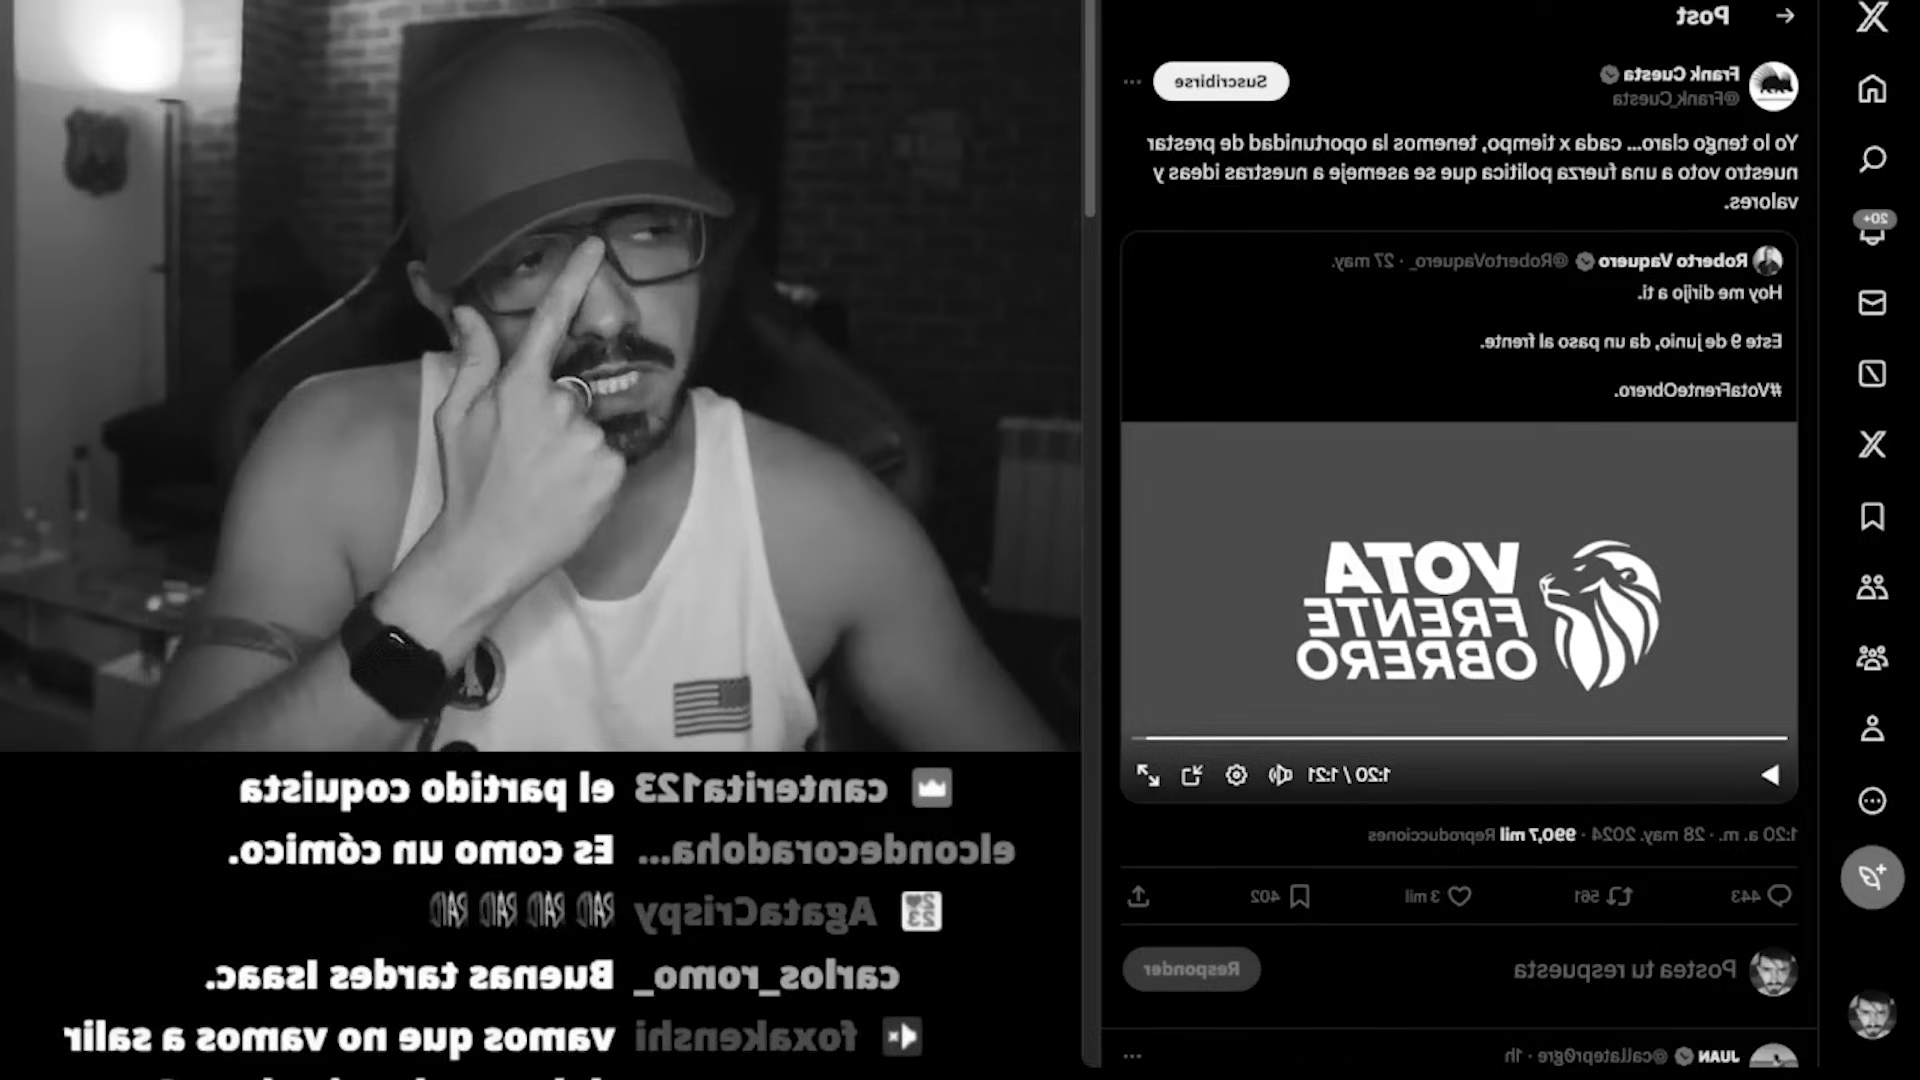 Post
Frank Cuesta
@Frank_Cuesta
Suscribirse
Yo lo tengo claro... cada x tiempo, tenemos la oportunidad de prestar
nuestro voto a una fuerza politica que se asemeje a nuestras ideas y
valores.
Roberto Vaquero @RobertoVaquero_ · 27 may.
Hoy me dirijo a ti.
Este 9 de junio, da un paso al frente.
#VotaFrenteObrero.
VOTA
FRENTE
OBRERO
1:20 / 1:21
1:20 a. m. · 28 may. 2024 · 990,7 mil Reproducciones
443 561 3 mil 402
Postea tu respuesta
Responder
JUAN @callatepr0gre · 1h
20+
canterita123 el partido coquista
elcondecoradoha... Es como un cómico.
AgataCrispy
carlos_romo_ Buenas tardes Isaac.
foxakenshi vamos que no vamos a salir